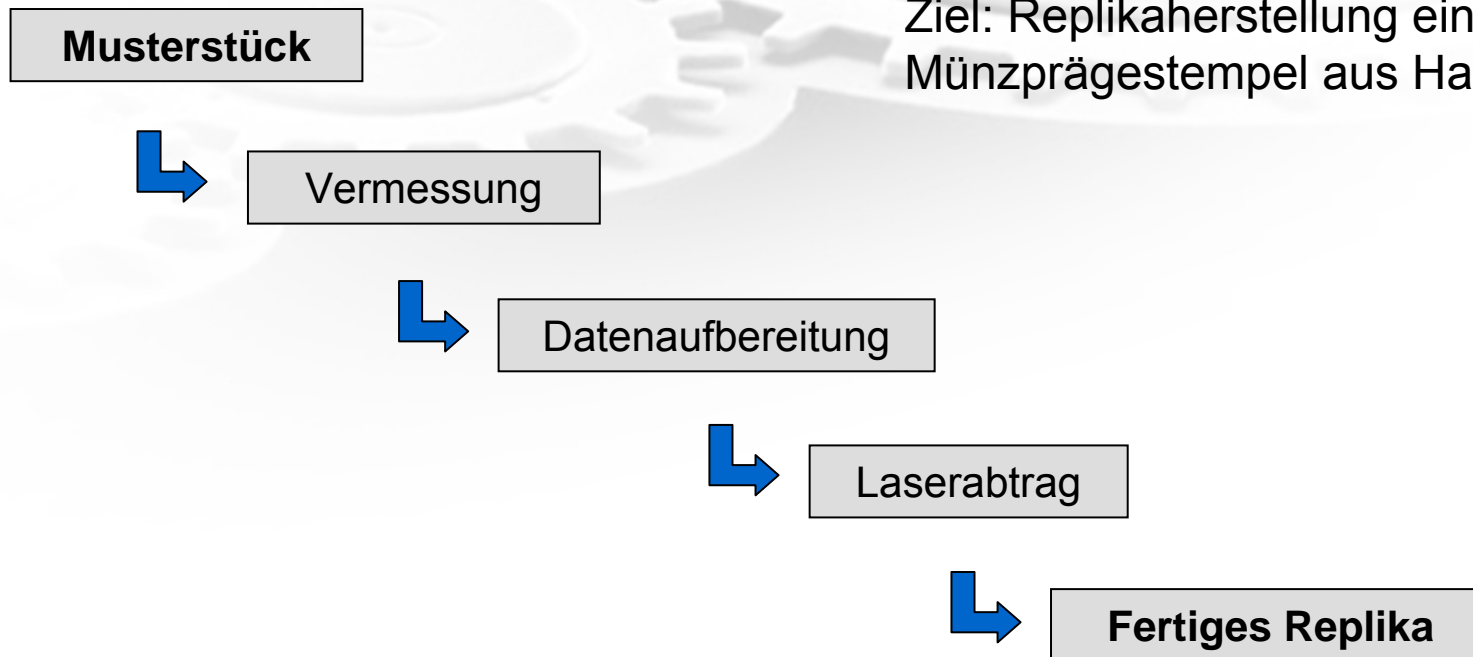 Musterstück
Ziel: Replikaherstellung ein
Münzprägestempel aus Ha
Vermessung
Datenaufbereitung
Laserabtrag
Fertiges Replika